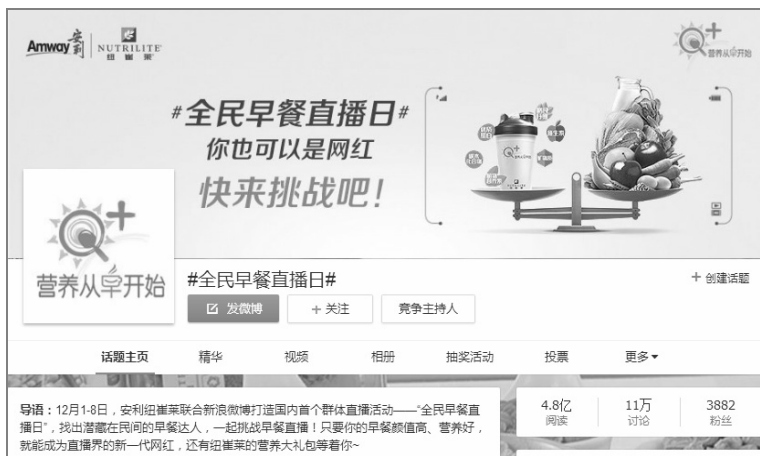 Amway 安利 NUTRILITE 纽崔莱
营养从早开始
#全民早餐直播日#
你也可以是网红
快来挑战吧！
营养从早开始
#全民早餐直播日#
+ 创建话题
发微博 + 关注 竞争主持人
话题主页 精华 视频 相册 抽奖活动 投票 更多
导语：12月1-8日，安利纽崔莱联合新浪微博打造国内首个群体直播活动——“全民早餐直
播日”，找出潜藏在民间的早餐达人，一起挑战早餐直播！只要你的早餐颜值高、营养好，
就能成为直播界的新一代网红，还有纽崔莱的营养大礼包等着你~
4.8亿 11万 3882
阅读 讨论 粉丝